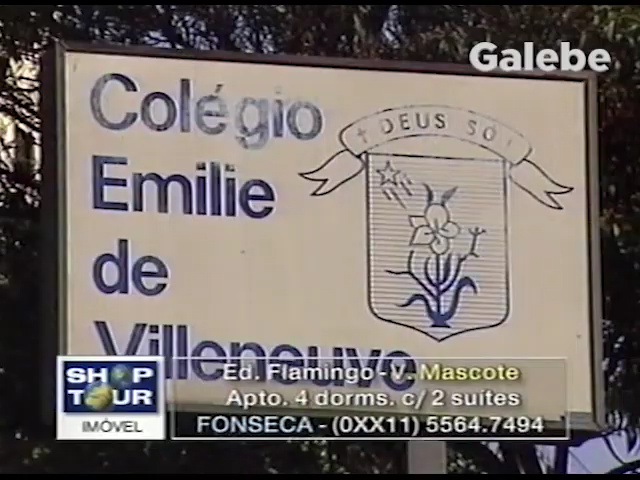 Galebe
Colégio
Emilie
de
Villeneuve
† DEUS SÓ!
SHOP
TOUR
IMÓVEL
Ed. Flamingo - V. Mascote
Apto. 4 dorms. c/ 2 suítes
FONSECA - (0XX11) 5564.7494